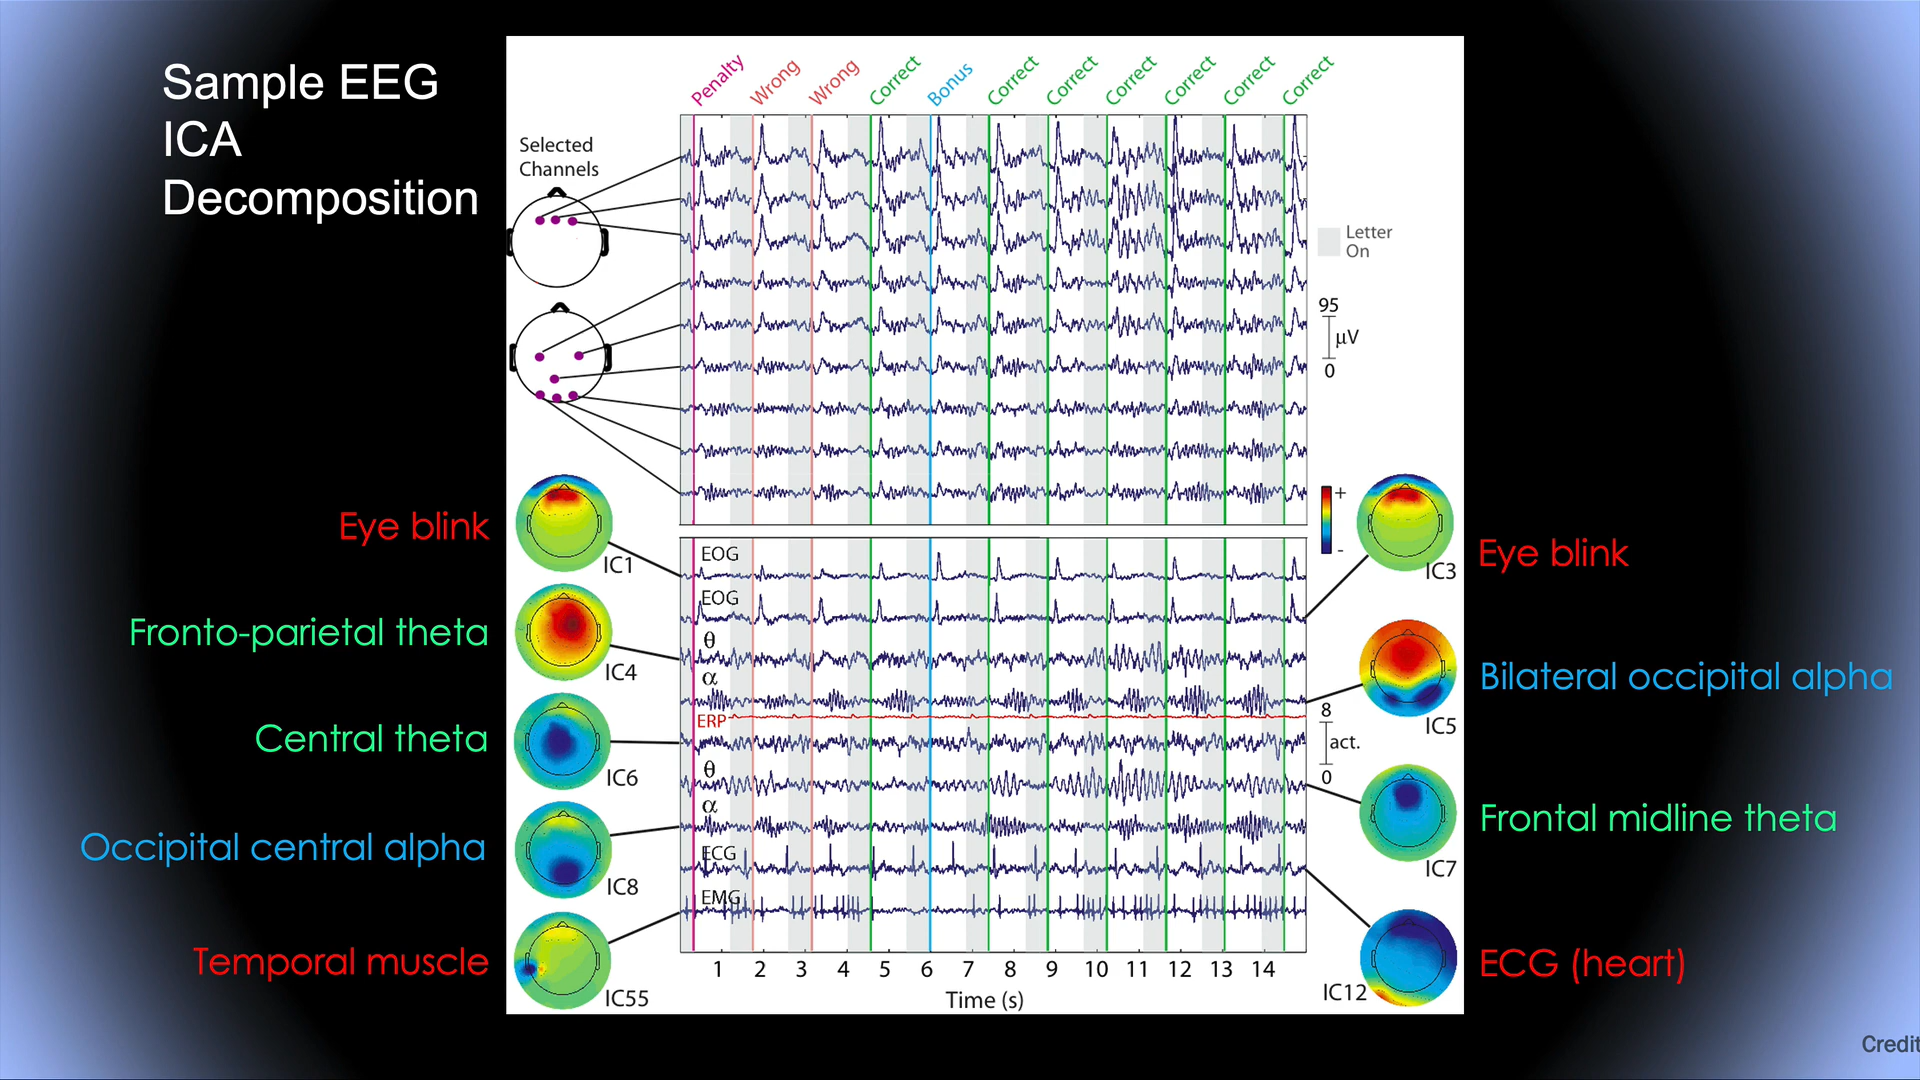 Sample EEG
ICA
Decomposition
Penalty
Wrong
Wrong
Correct
Bonus
Correct
Correct
Correct
Correct
Correct
Correct
Selected
Channels
Letter
On
95
μV
0
+
-
Eye blink
IC1
Fronto-parietal theta
IC4
Central theta
IC6
Occipital central alpha
IC8
Temporal muscle
IC55
EOG
EOG
θ
α
ERP
θ
α
ECG
EMG
IC3
Eye blink
Bilateral occipital alpha
IC5
8
act.
0
Frontal midline theta
IC7
IC12
ECG (heart)
1 2 3 4 5 6 7 8 9 10 11 12 13 14
Time (s)
Credit